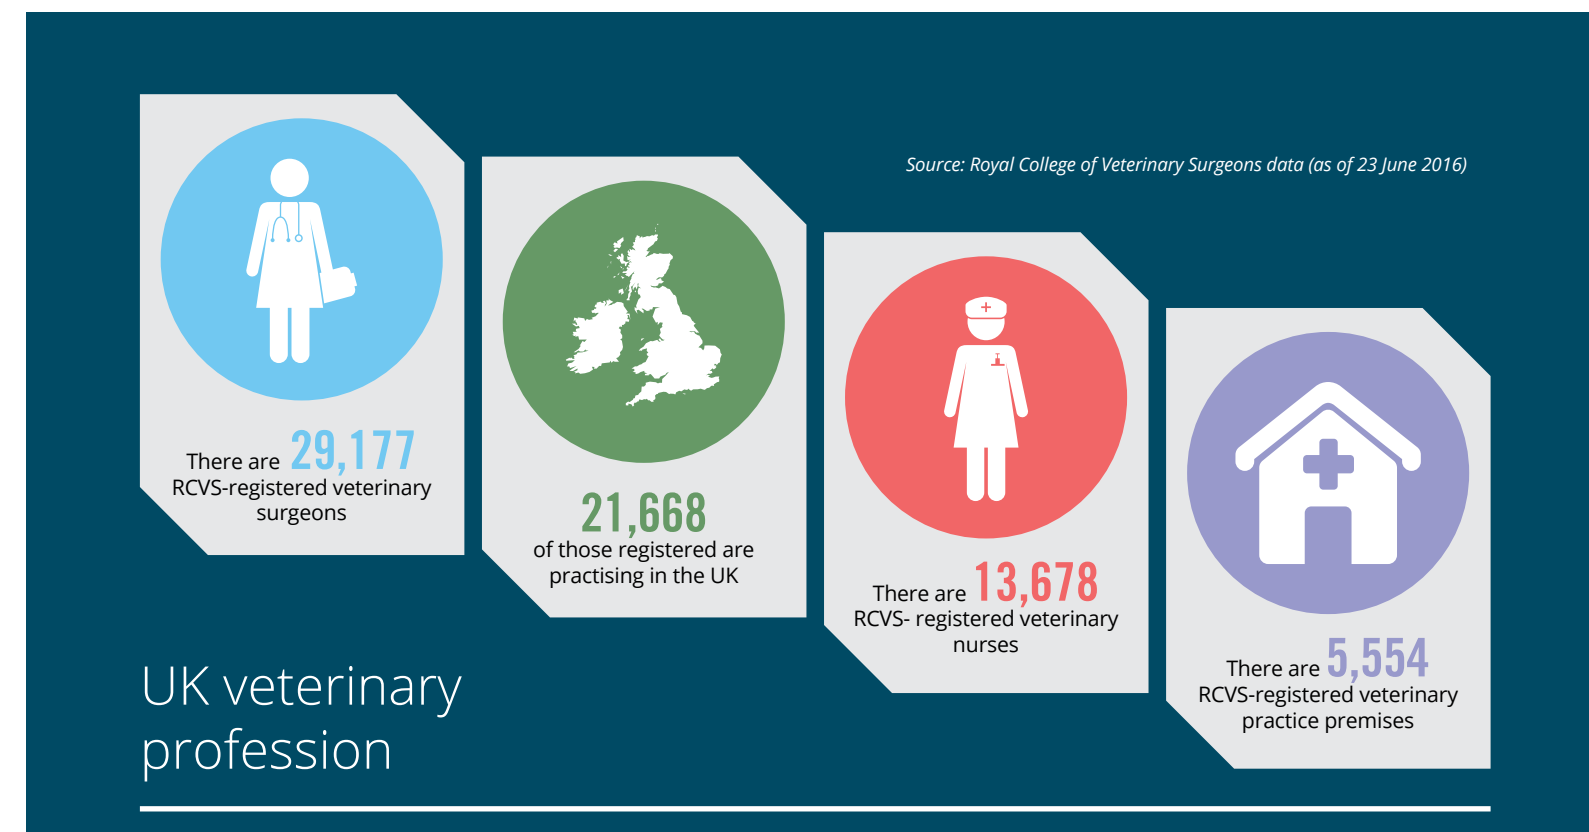 Source: Royal College of Veterinary Surgeons data (as of 23 June 2016)
There are 29,177
RCVS-registered veterinary
surgeons
21,668
of those registered are
practising in the UK
There are 13,678
RCVS- registered veterinary
nurses
There are 5,554
RCVS-registered veterinary
practice premises
UK veterinary
profession